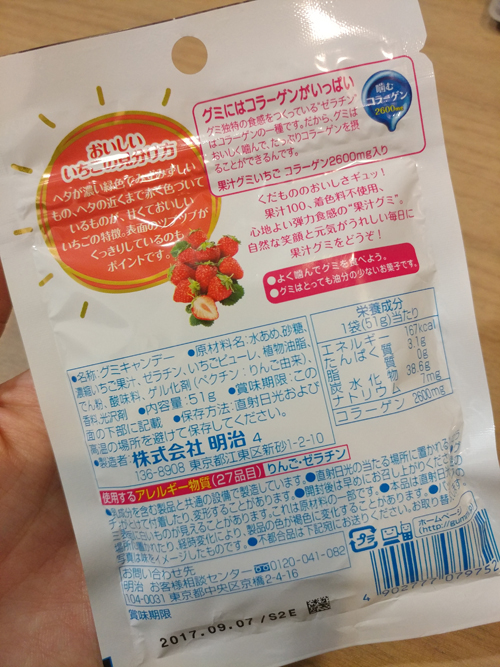 おいしい
いちごの見分け方
ヘダが濃い緑色でみずみずしい
もの、ヘタの近くまで赤く色づいて
いるものが、甘くておいしい
いちごの特徴。表面のツブツブが
くっきりしているのも
ポイントです。
グミにはコラーゲンがいっぱい
グミ独特の食感をつくっている"ゼラチン"
はコラーゲンの一種です。だから、グミは
おいしく噛んで、たっぷりコラーゲンを摂
ることができるんです。
果汁グミいちご コラーゲン2600mg入り
噛む
コラーゲン
2600mg
くだもののおいしさギュッ!
果汁100、着色料不使用、
心地よい弾力食感の"果汁グミ"。
自然な笑顔と元気がうれしい毎日に
果汁グミをどうぞ!
●よく噛んでグミを食べよう。
●グミはとっても油分の少ないお菓子です。
●名称:グミキャンデー ●原材料名:水あめ、砂糖、
濃縮いちご果汁、ゼラチン、いちごピューレ、植物油脂、
でん粉、酸味料、ゲル化剤(ペクチン:りんご由来)、
香料、光沢剤 ●内容量:51g ●賞味期限:この
面の下部に記載 ●保存方法:直射日光および
高温の場所を避けて保存してください。
●製造者 株式会社 明治 4
136-8908 東京都江東区新砂1-2-10
栄養成分
1袋(51g)当たり
エネルギー 167kcal
たんぱく質 3.1g
脂質 0g
炭水化物 38.6g
ナトリウム 7mg
コラーゲン 2600mg
使用するアレルギー物質(27品目) りんご・ゼラチン
お問い合わせ先
明治 お客様相談センター 0120-041-082
〒104-0031 東京都中央区京橋2-4-16
賞味期限
2017.09.07/S2E
プラ
ホームページ
4 902777 079752